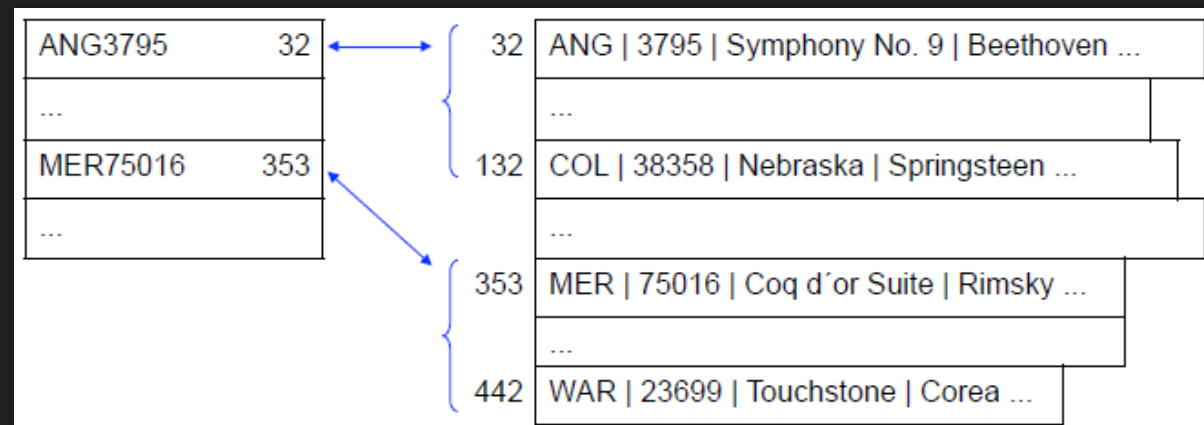 ANG3795 32
...
MER75016 353
...
32 ANG | 3795 | Symphony No. 9 | Beethoven ...
...
132 COL | 38358 | Nebraska | Springsteen ...
...
353 MER | 75016 | Coq d´or Suite | Rimsky ...
...
442 WAR | 23699 | Touchstone | Corea ...